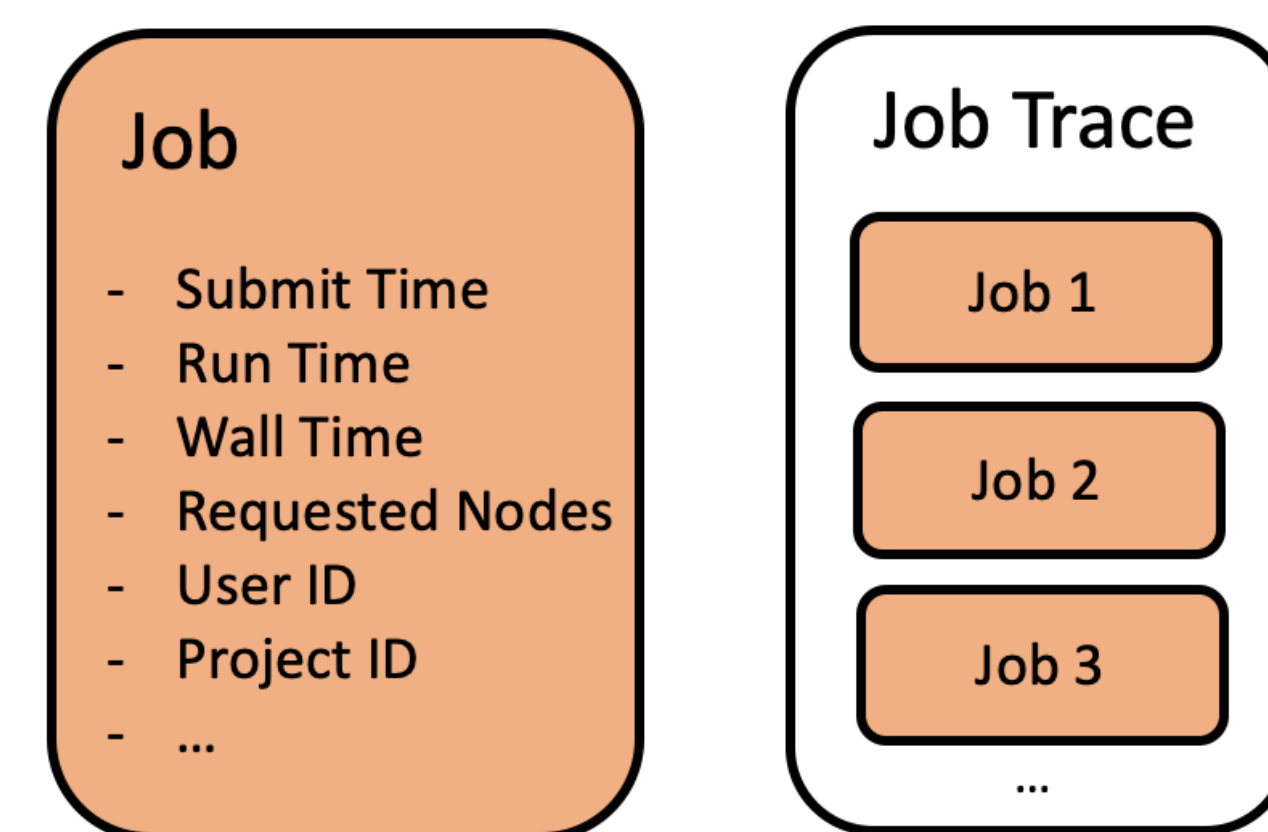 Job
- Submit Time
- Run Time
- Wall Time
- Requested Nodes
- User ID
- Project ID
- ...
Job Trace
Job 1
Job 2
Job 3
...